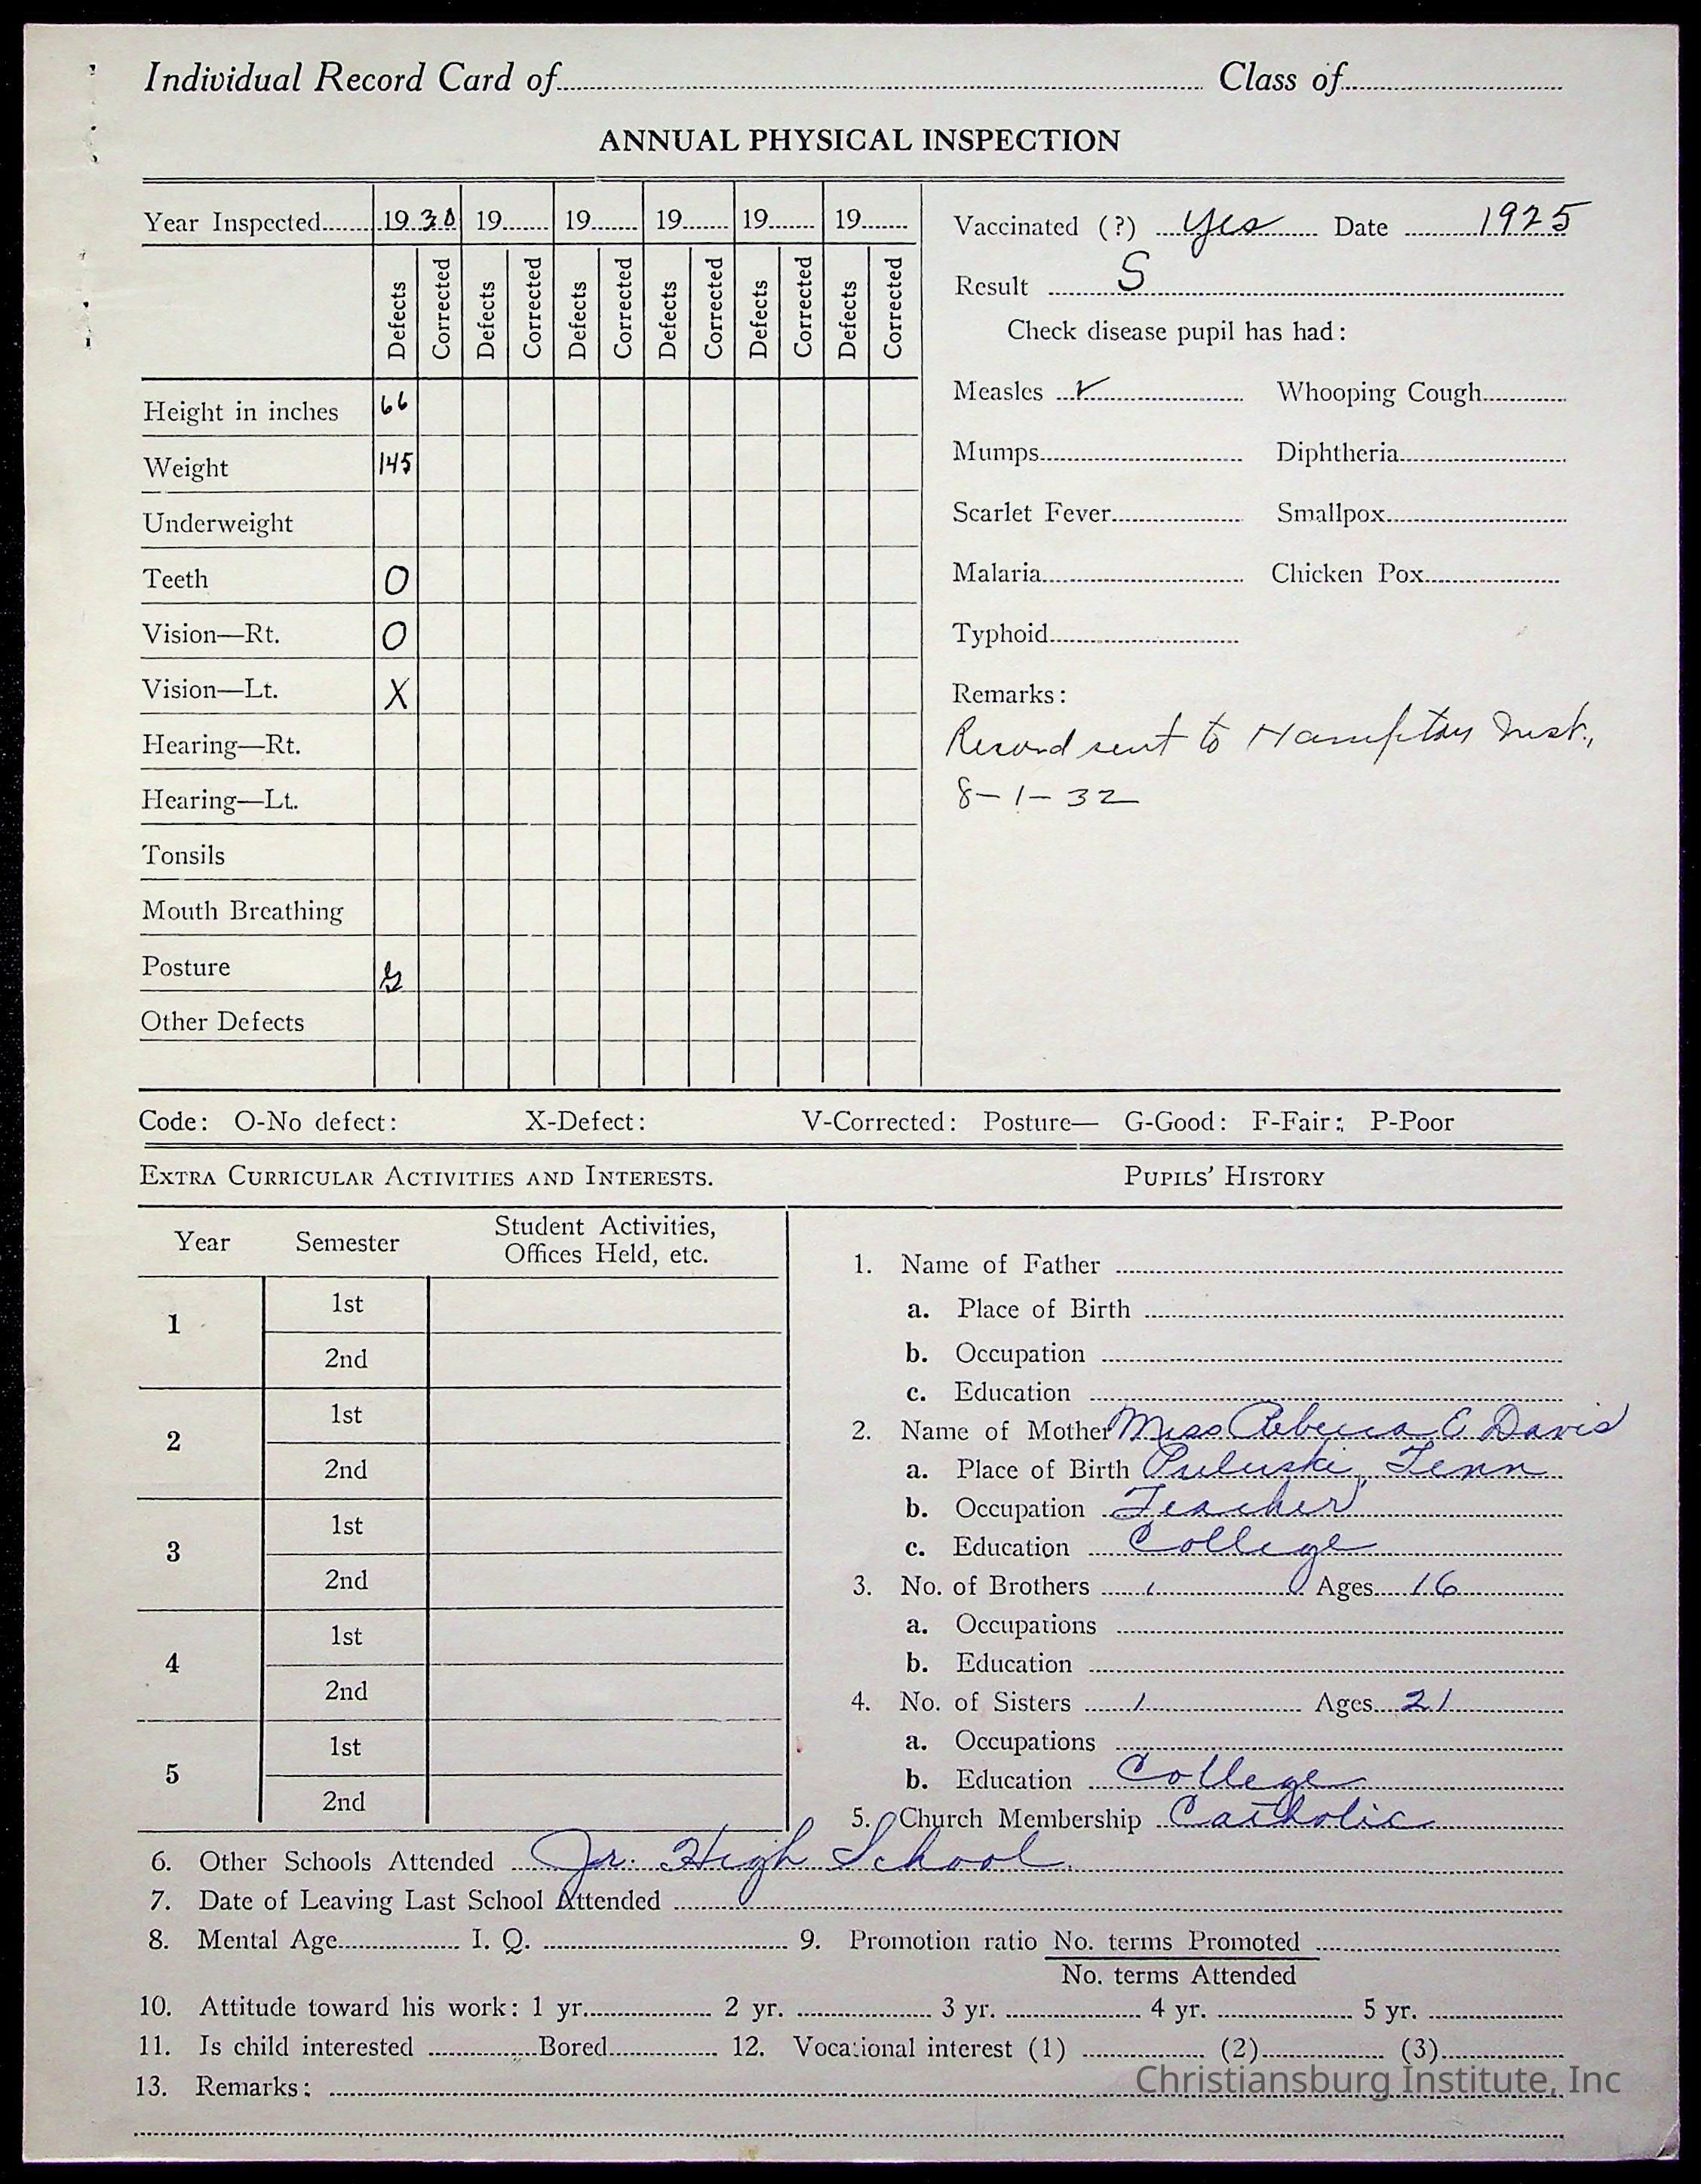 Individual Record Card of.......... Class of..........
ANNUAL PHYSICAL INSPECTION
Year Inspected 1930 19 19 19 19 19
Defects Corrected Defects Corrected Defects Corrected Defects Corrected Defects Corrected Defects Corrected
Height in inches 66
Weight 145
Underweight
Teeth O
Vision—Rt. O
Vision—Lt. X
Hearing—Rt.
Hearing—Lt.
Tonsils
Mouth Breathing
Posture G
Other Defects
Vaccinated (?) Yes Date 1925
Result S
Check disease pupil has had:
Measles ✓ Whooping Cough
Mumps Diphtheria
Scarlet Fever Smallpox
Malaria Chicken Pox
Typhoid
Remarks:
Record sent to Hampton Inst.,
8-1-32
Code: O-No defect: X-Defect: V-Corrected: Posture— G-Good: F-Fair: P-Poor
EXTRA CURRICULAR ACTIVITIES AND INTERESTS.
Year Semester Student Activities,
Offices Held, etc.
1 1st
2nd
2 1st
2nd
3 1st
2nd
4 1st
2nd
5 1st
2nd
PUPILS' HISTORY
1. Name of Father
a. Place of Birth
b. Occupation
c. Education
2. Name of Mother Miss Rebecca E Davis
a. Place of Birth Puluski, Tenn
b. Occupation Teacher
c. Education College
3. No. of Brothers 1 Ages 16
a. Occupations
b. Education
4. No. of Sisters 1 Ages 21
a. Occupations
b. Education College
5. Church Membership Catholic
6. Other Schools Attended Jr. High School
7. Date of Leaving Last School Attended
8. Mental Age I. Q. 9. Promotion ratio No. terms Promoted
No. terms Attended
10. Attitude toward his work: 1 yr. 2 yr. 3 yr. 4 yr. 5 yr.
11. Is child interested Bored 12. Vocational interest (1) (2) (3)
13. Remarks:
Christiansburg Institute, Inc